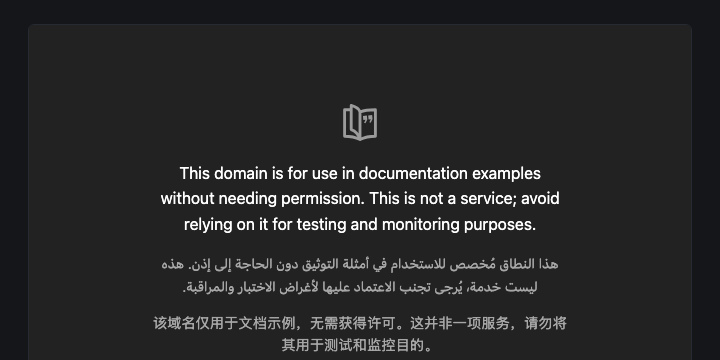 This domain is for use in documentation examples
without needing permission. This is not a service; avoid
relying on it for testing and monitoring purposes.
هذا النطاق مُخصص للاستخدام في أمثلة التوثيق دون الحاجة إلى إذن. هذه
ليست خدمة، يُرجى تجنب الاعتماد عليها لأغراض الاختبار والمراقبة.
该域名仅用于文档示例，无需获得许可。这并非一项服务，请勿将
其用于测试和监控目的。